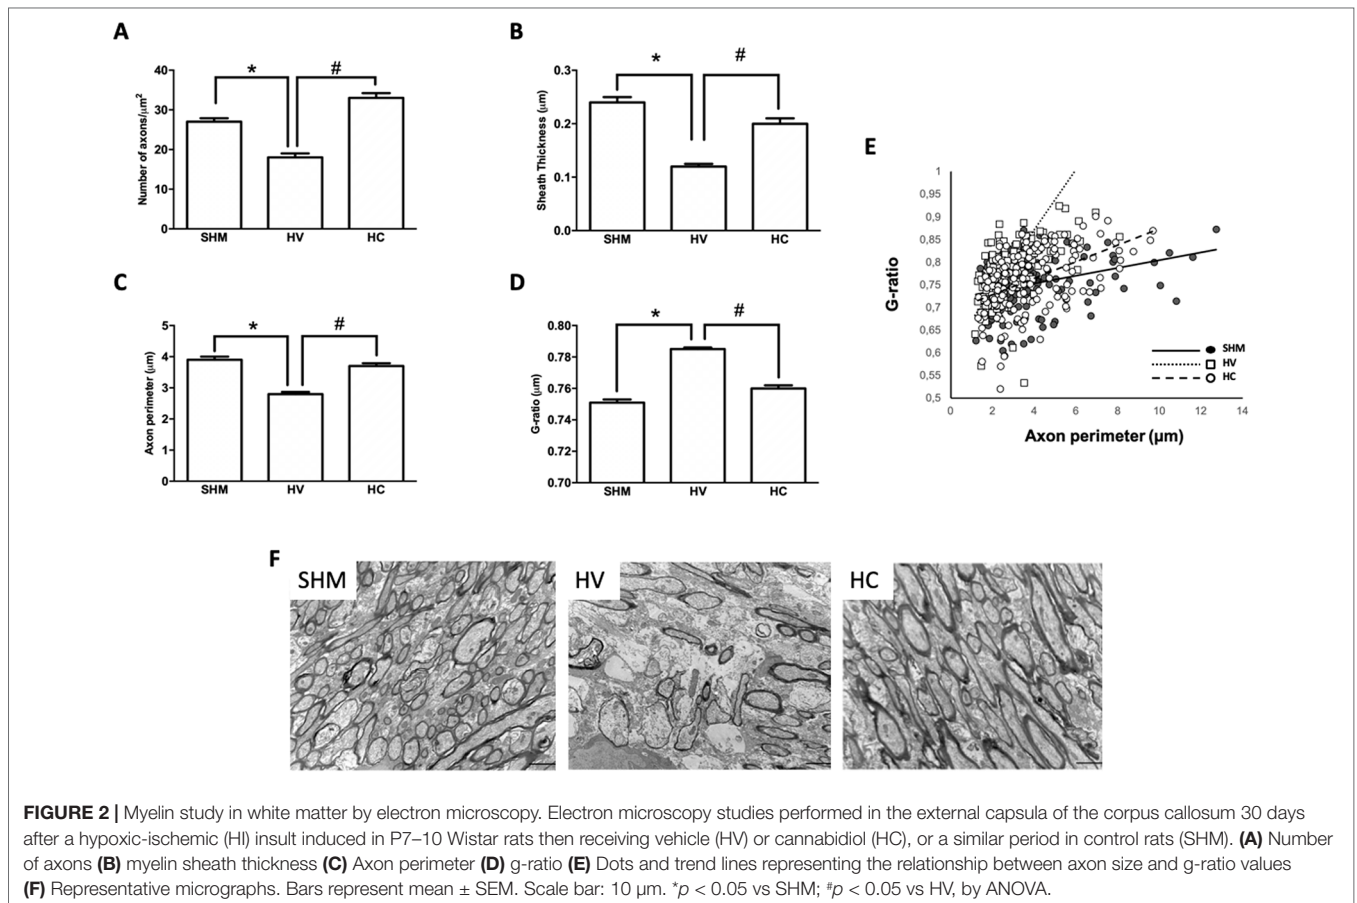 A
Number of axons/µm²
40
30
20
10
0
*
#
SHM HV HC
B
Sheath Thickness (µm)
0.3
0.2
0.1
0.0
*
#
SHM HV HC
C
Axon perimeter (µm)
5
4
3
2
1
0
*
#
SHM HV HC
D
G-ratio (µm)
0.80
0.78
0.76
0.74
0.72
0.70
*
#
SHM HV HC
E
G-ratio
1
0,95
0,9
0,85
0,8
0,75
0,7
0,65
0,6
0,55
0,5
0 2 4 6 8 10 12 14
Axon perimeter (µm)
SHM
HV
HC
F
SHM
HV
HC
FIGURE 2 | Myelin study in white matter by electron microscopy. Electron microscopy studies performed in the external capsula of the corpus callosum 30 days
after a hypoxic-ischemic (HI) insult induced in P7–10 Wistar rats then receiving vehicle (HV) or cannabidiol (HC), or a similar period in control rats (SHM). (A) Number
of axons (B) myelin sheath thickness (C) Axon perimeter (D) g-ratio (E) Dots and trend lines representing the relationship between axon size and g-ratio values
(F) Representative micrographs. Bars represent mean ± SEM. Scale bar: 10 µm. *p < 0.05 vs SHM; #p < 0.05 vs HV, by ANOVA.